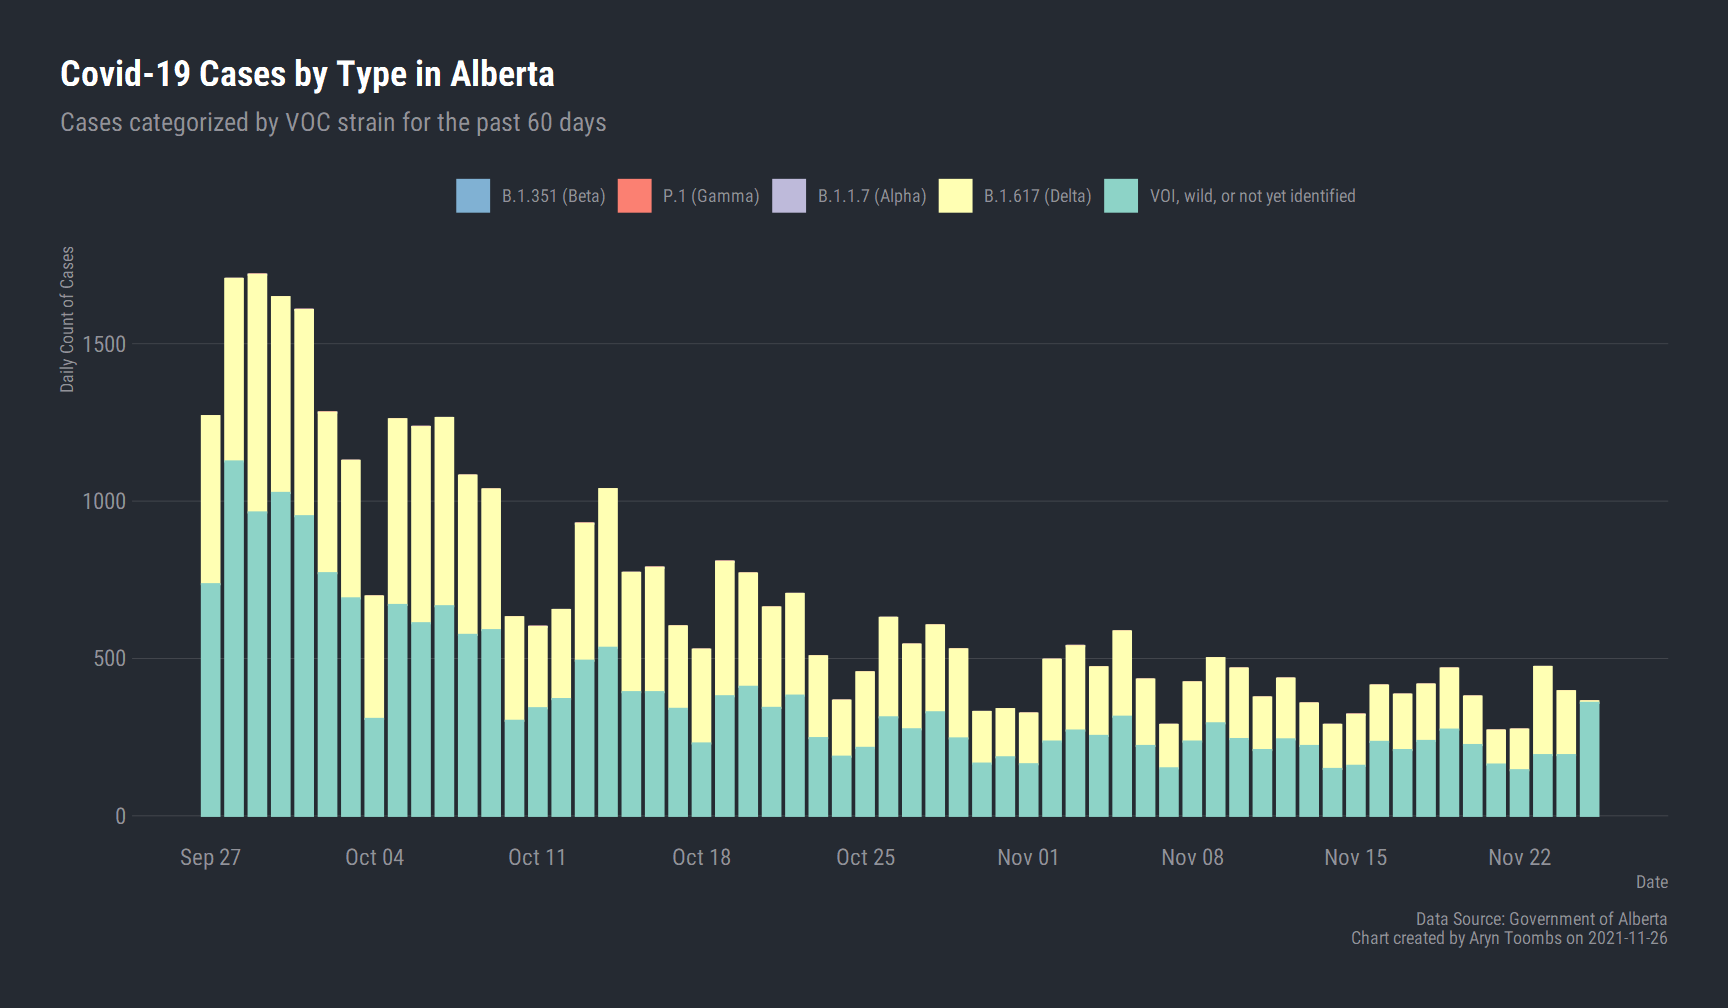 Covid-19 Cases by Type in Alberta
Cases categorized by VOC strain for the past 60 days
B.1.351 (Beta) P.1 (Gamma) B.1.1.7 (Alpha) B.1.617 (Delta) VOI, wild, or not yet identified
Daily Count of Cases
1500
1000
500
0
Sep 27 Oct 04 Oct 11 Oct 18 Oct 25 Nov 01 Nov 08 Nov 15 Nov 22
Date
Data Source: Government of Alberta
Chart created by Aryn Toombs on 2021-11-26